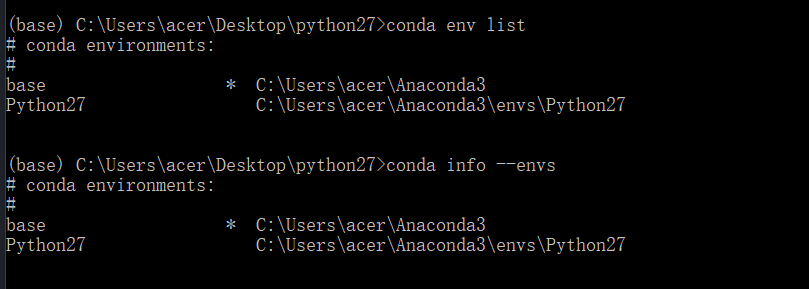 (base) C:\Users\acer\Desktop\python27>conda env list
# conda environments:
#
base                  *  C:\Users\acer\Anaconda3
Python27                 C:\Users\acer\Anaconda3\envs\Python27
(base) C:\Users\acer\Desktop\python27>conda info --envs
# conda environments:
#
base                  *  C:\Users\acer\Anaconda3
Python27                 C:\Users\acer\Anaconda3\envs\Python27